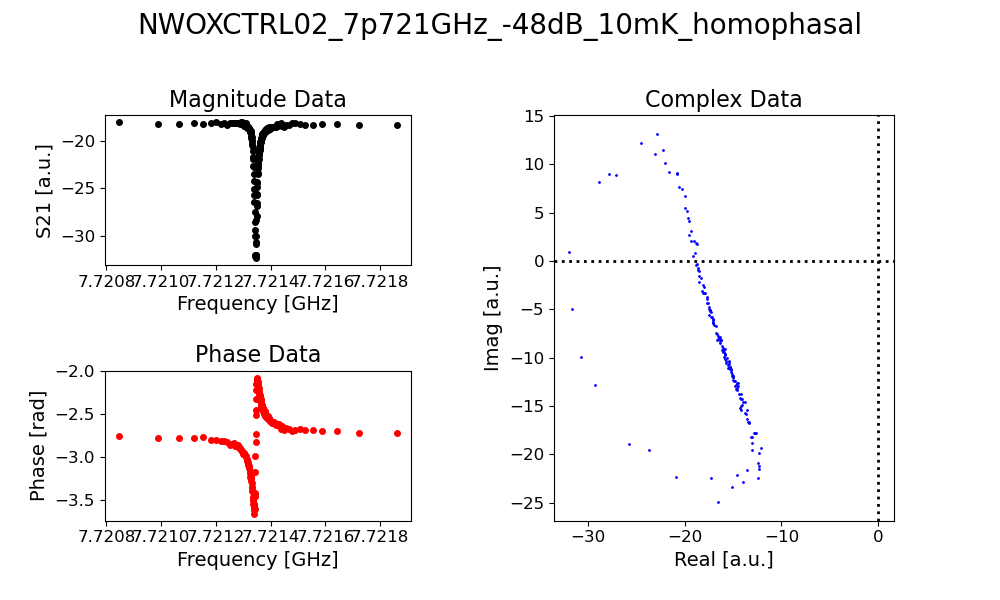 NWOXCTRL02_7p721GHz_-48dB_10mK_homophasal
Magnitude Data
S21 [a.u.]
−20
−25
−30
7.7208 7.7210 7.7212 7.7214 7.7216 7.7218
Frequency [GHz]
Phase Data
Phase [rad]
−2.0
−2.5
−3.0
−3.5
7.7208 7.7210 7.7212 7.7214 7.7216 7.7218
Frequency [GHz]
Complex Data
Imag [a.u.]
15
10
5
0
−5
−10
−15
−20
−25
−30 −20 −10 0
Real [a.u.]